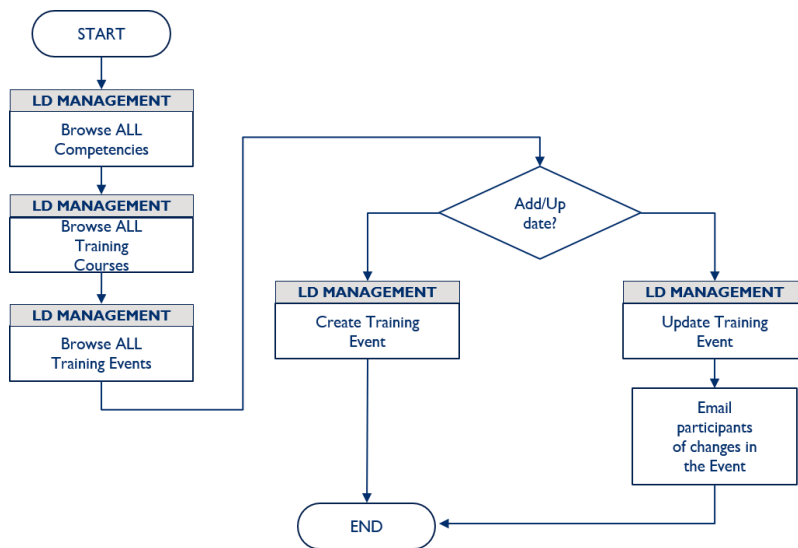 START
LD MANAGEMENT
Browse ALL
Competencies
LD MANAGEMENT
Browse ALL
Training
Courses
LD MANAGEMENT
Browse ALL
Training Events
Add/Up
date?
LD MANAGEMENT
Create Training
Event
LD MANAGEMENT
Update Training
Event
Email
participants
of changes in
the Event
END